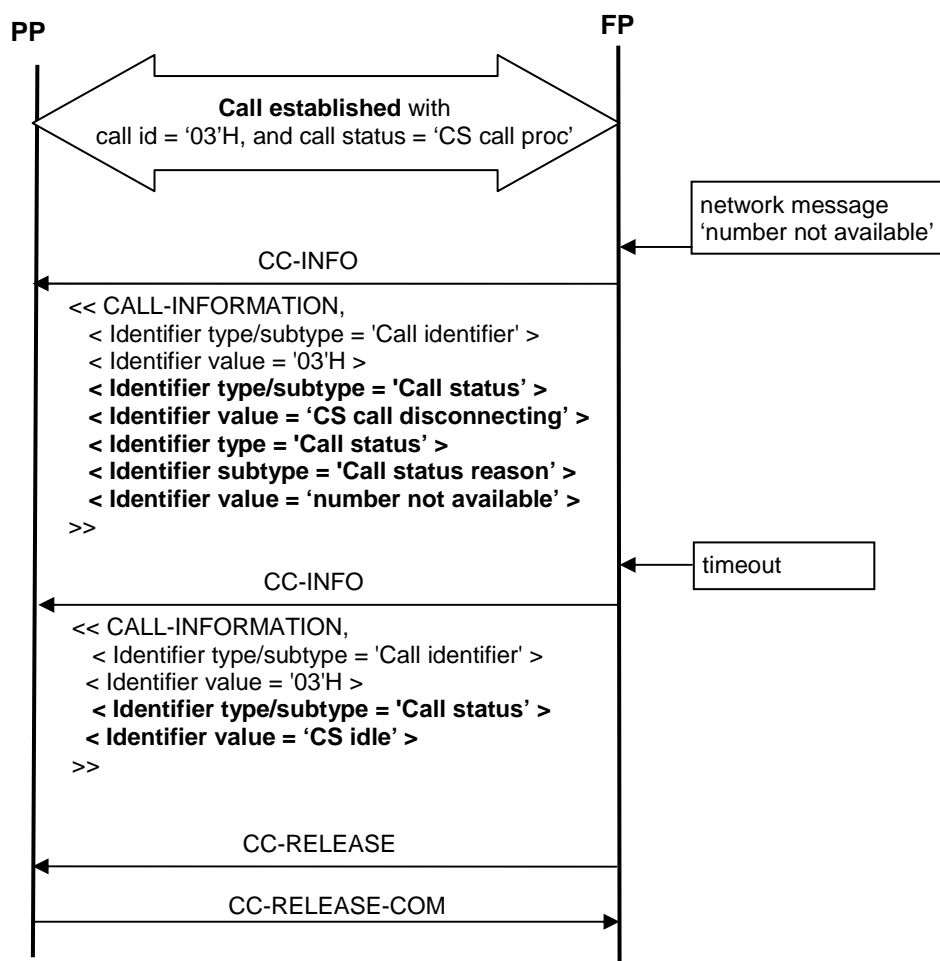 PP
FP
Call established with
call id = ‘03’H, and call status = ‘CS call proc’
network message
‘number not available’
CC-INFO
<< CALL-INFORMATION,
< Identifier type/subtype = 'Call identifier' >
< Identifier value = '03'H >
< Identifier type/subtype = 'Call status’ >
< Identifier value = ‘CS call disconnecting’ >
< Identifier type = 'Call status’ >
< Identifier subtype = 'Call status reason’ >
< Identifier value = ‘number not available’ >
>>
timeout
CC-INFO
<< CALL-INFORMATION,
< Identifier type/subtype = 'Call identifier' >
< Identifier value = '03'H >
< Identifier type/subtype = 'Call status’ >
< Identifier value = ‘CS idle’ >
>>
CC-RELEASE
CC-RELEASE-COM